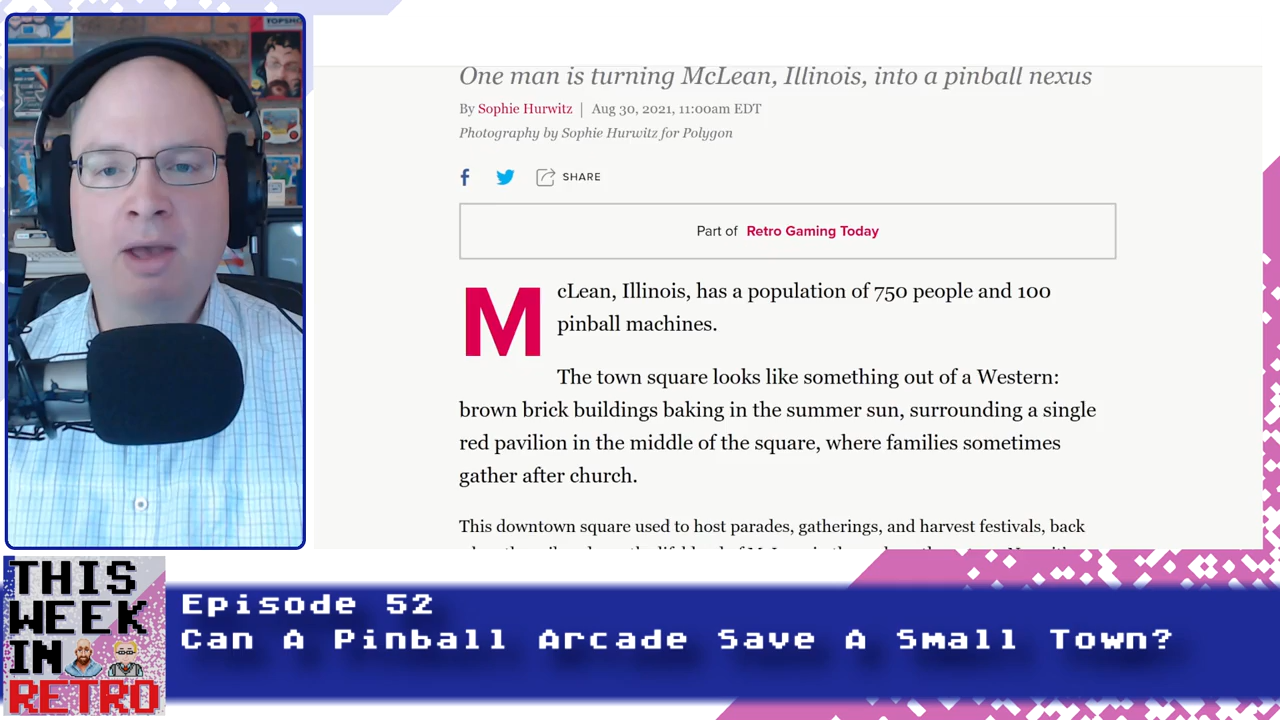 TOPSHO
One man is turning McLean, Illinois, into a pinball nexus
By Sophie Hurwitz | Aug 30, 2021, 11:00am EDT
Photography by Sophie Hurwitz for Polygon
f SHARE
Part of Retro Gaming Today
McLean, Illinois, has a population of 750 people and 100
pinball machines.
The town square looks like something out of a Western:
brown brick buildings baking in the summer sun, surrounding a single
red pavilion in the middle of the square, where families sometimes
gather after church.
This downtown square used to host parades, gatherings, and harvest festivals, back
THIS
WEEK
IN
RETRO
Episode 52
Can A Pinball Arcade Save A Small Town?